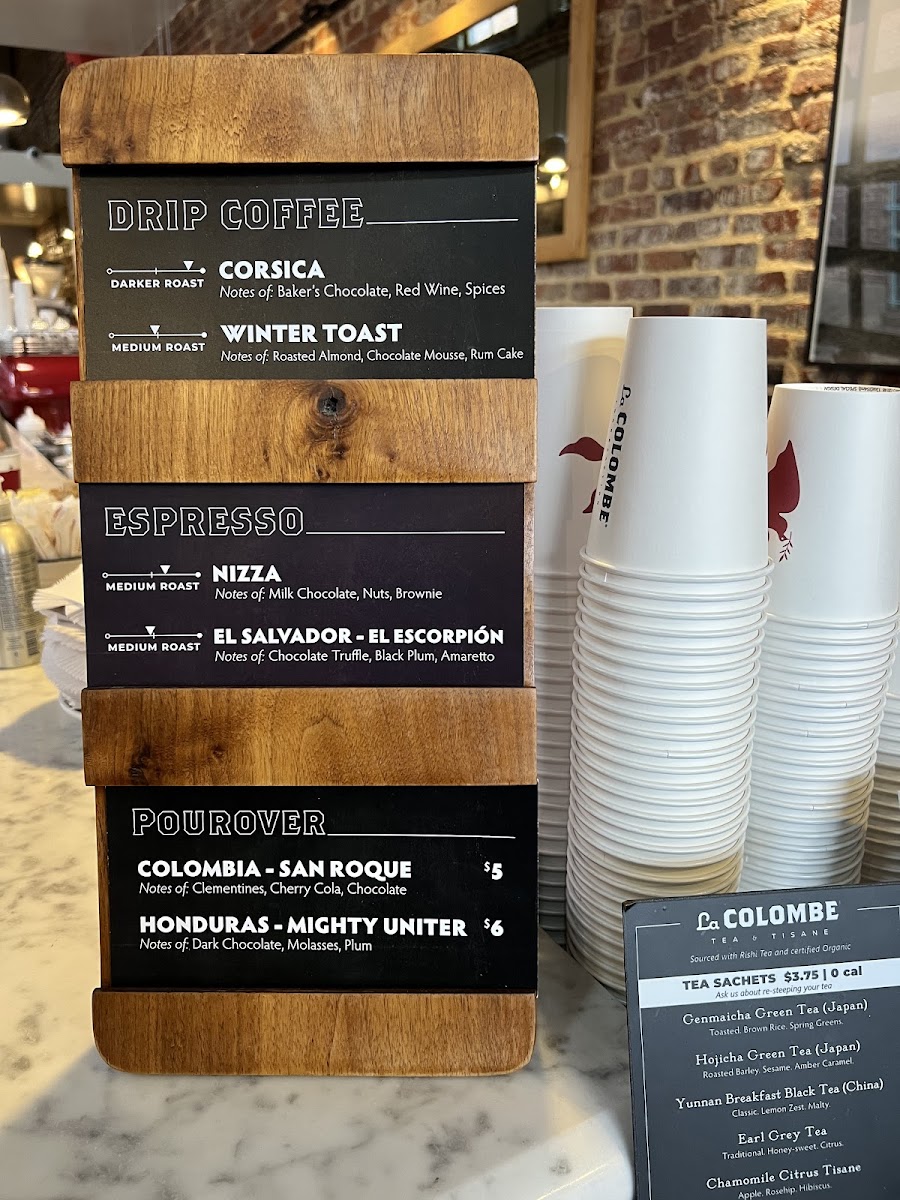 DRIP COFFEE
DARKER ROAST
CORSICA
Notes of: Baker's Chocolate, Red Wine, Spices
MEDIUM ROAST
WINTER TOAST
Notes of: Roasted Almond, Chocolate Mousse, Rum Cake
ESPRESSO
MEDIUM ROAST
NIZZA
Notes of: Milk Chocolate, Nuts, Brownie
MEDIUM ROAST
EL SALVADOR - EL ESCORPIÓN
Notes of: Chocolate Truffle, Black Plum, Amaretto
POUROVER
COLOMBIA - SAN ROQUE $5
Notes of: Clementines, Cherry Cola, Chocolate
HONDURAS - MIGHTY UNITER $6
Notes of: Dark Chocolate, Molasses, Plum
La COLOMBE
La COLOMBE
TEA & TISANE
Sourced with Rishi Tea and certified Organic
TEA SACHETS $3.75 | 0 cal
Ask us about re-steeping your tea
Genmaicha Green Tea (Japan)
Toasted. Brown Rice. Spring Greens.
Hojicha Green Tea (Japan)
Roasted Barley. Sesame. Amber Caramel.
Yunnan Breakfast Black Tea (China)
Classic. Lemon Zest. Malty.
Earl Grey Tea
Traditional. Honey-sweet. Citrus.
Chamomile Citrus Tisane
Apple. Rosehip. Hibiscus.